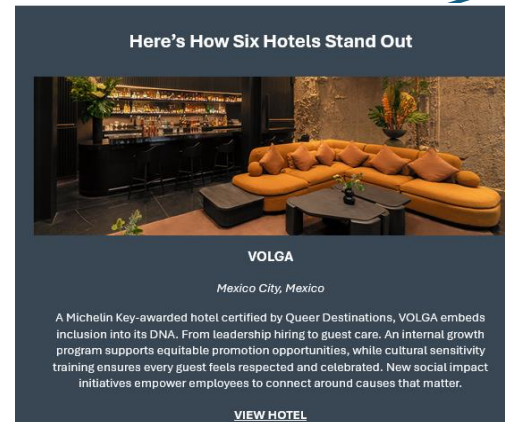 Here’s How Six Hotels Stand Out
VOLGA
Mexico City, Mexico
A Michelin Key-awarded hotel certified by Queer Destinations, VOLGA embeds
inclusion into its DNA. From leadership hiring to guest care. An internal growth
program supports equitable promotion opportunities, while cultural sensitivity
training ensures every guest feels respected and celebrated. New social impact
initiatives empower employees to connect around causes that matter.
VIEW HOTEL